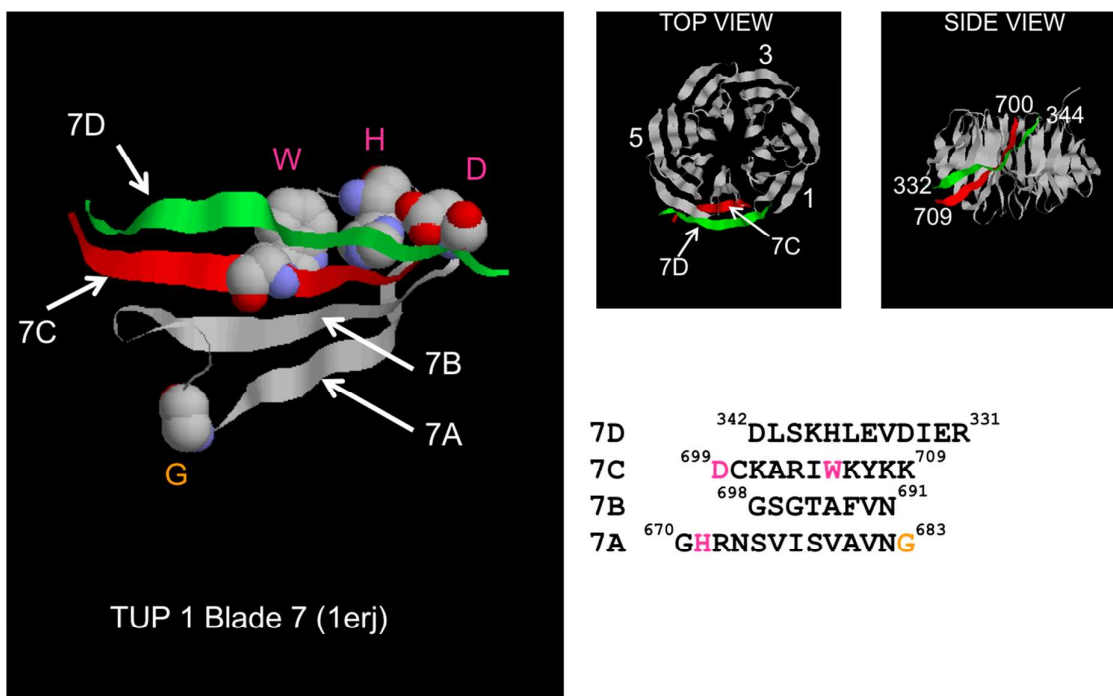 7D
W
H
D
7C
7B
7A
G
TUP 1 Blade 7 (1erj)
TOP VIEW
3
5
1
7C
7D
SIDE VIEW
700
344
332
709
7D 342DLSKHLEVDIER331
7C 699DCKARIWKYKK709
7B 698GSGTAFVN691
7A 670GHRNSVISVAVNG683